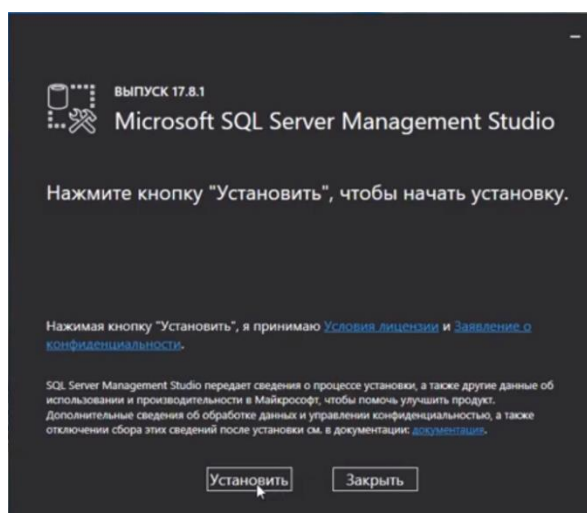 ВЫПУСК 17.8.1
Microsoft SQL Server Management Studio
Нажмите кнопку "Установить", чтобы начать установку.
Нажимая кнопку "Установить", я принимаю Условия лицензии и Заявление о
конфиденциальности.
SQL Server Management Studio передает сведения о процессе установки, а также другие данные об
использовании и производительности в Майкрософт, чтобы помочь улучшить продукт.
Дополнительные сведения об обработке данных и управлении конфиденциальностью, а также
отключении сбора этих сведений после установки см. в документации: документация.
Установить Закрыть